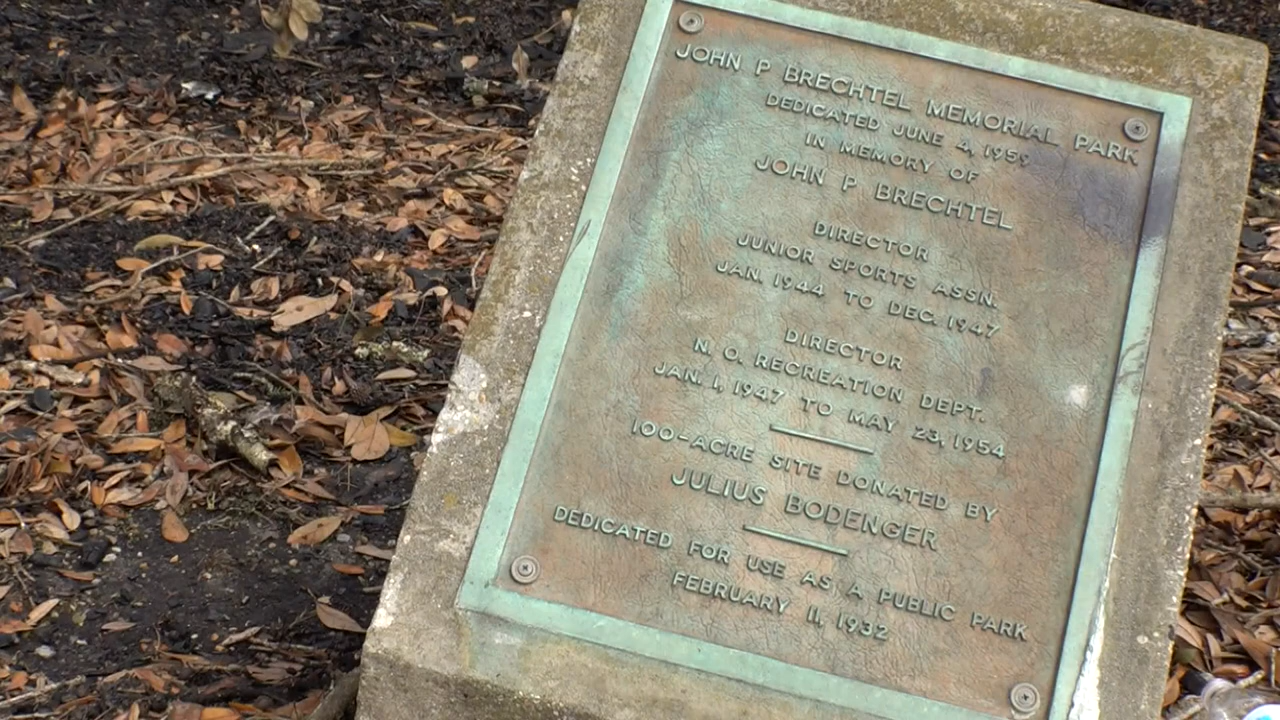 JOHN P BRECHTEL MEMORIAL PARK
DEDICATED JUNE 4, 1959
IN MEMORY OF
JOHN P BRECHTEL
DIRECTOR
JUNIOR SPORTS ASSN.
JAN. 1944 TO DEC. 1947
DIRECTOR
N. O. RECREATION DEPT.
JAN. 1, 1947 TO MAY 23, 1954
100-ACRE SITE DONATED BY
JULIUS BODENGER
DEDICATED FOR USE AS A PUBLIC PARK
FEBRUARY 11, 1932